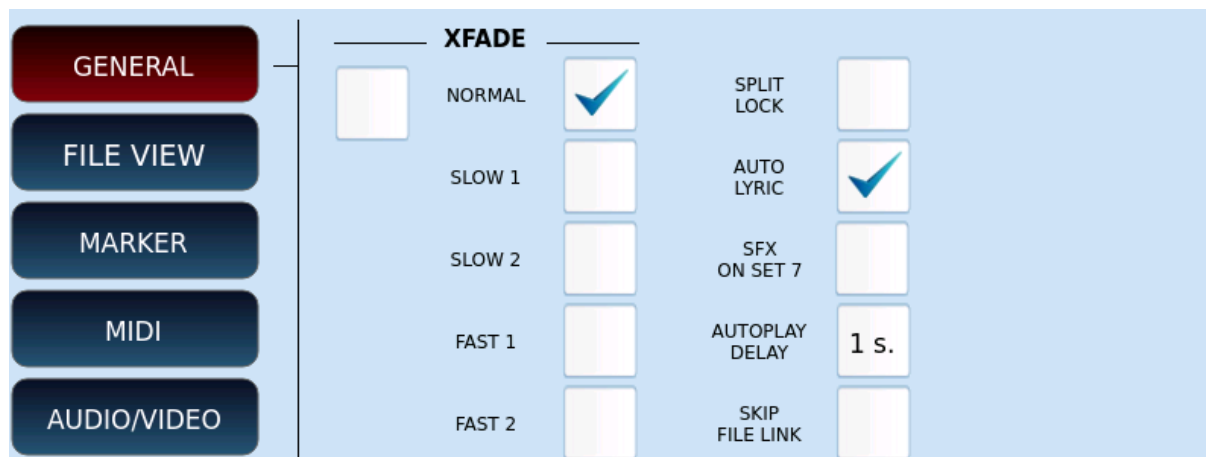 GENERAL
FILE VIEW
MARKER
MIDI
AUDIO/VIDEO
XFADE
NORMAL
SLOW 1
SLOW 2
FAST 1
FAST 2
SPLIT
LOCK
AUTO
LYRIC
SFX
ON SET 7
AUTOPLAY
DELAY
1 s.
SKIP
FILE LINK